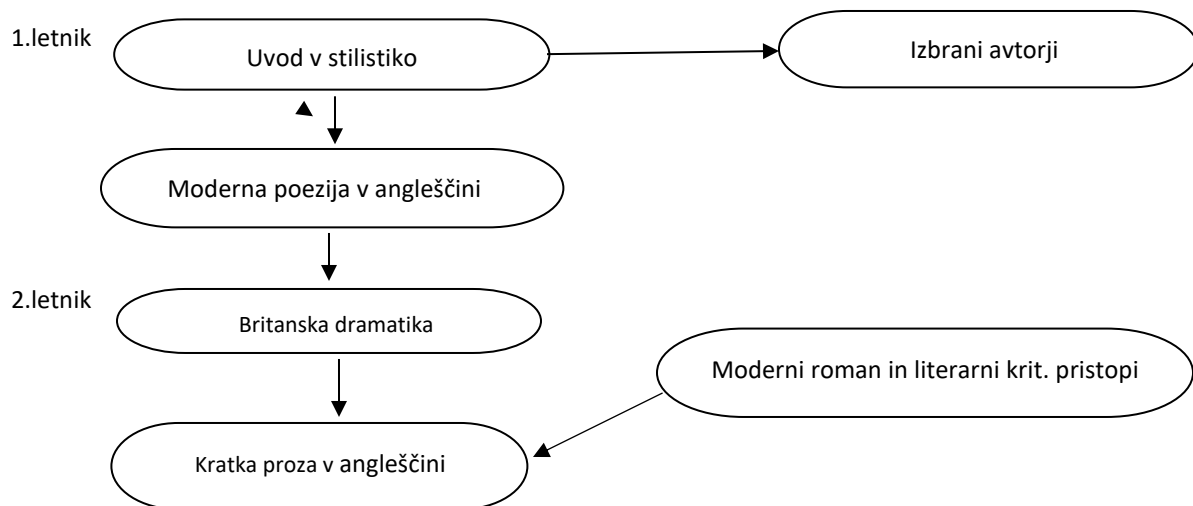 1.letnik
Uvod v stilistiko
Izbrani avtorji
Moderna poezija v angleščini
2.letnik
Britanska dramatika
Moderni roman in literarni krit. pristopi
Kratka proza v angleščini